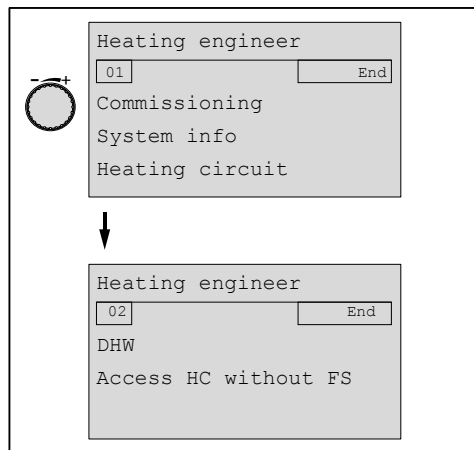 Heating engineer
01 End
Commissioning
System info
Heating circuit
- +
Heating engineer
02 End
DHW
Access HC without FS